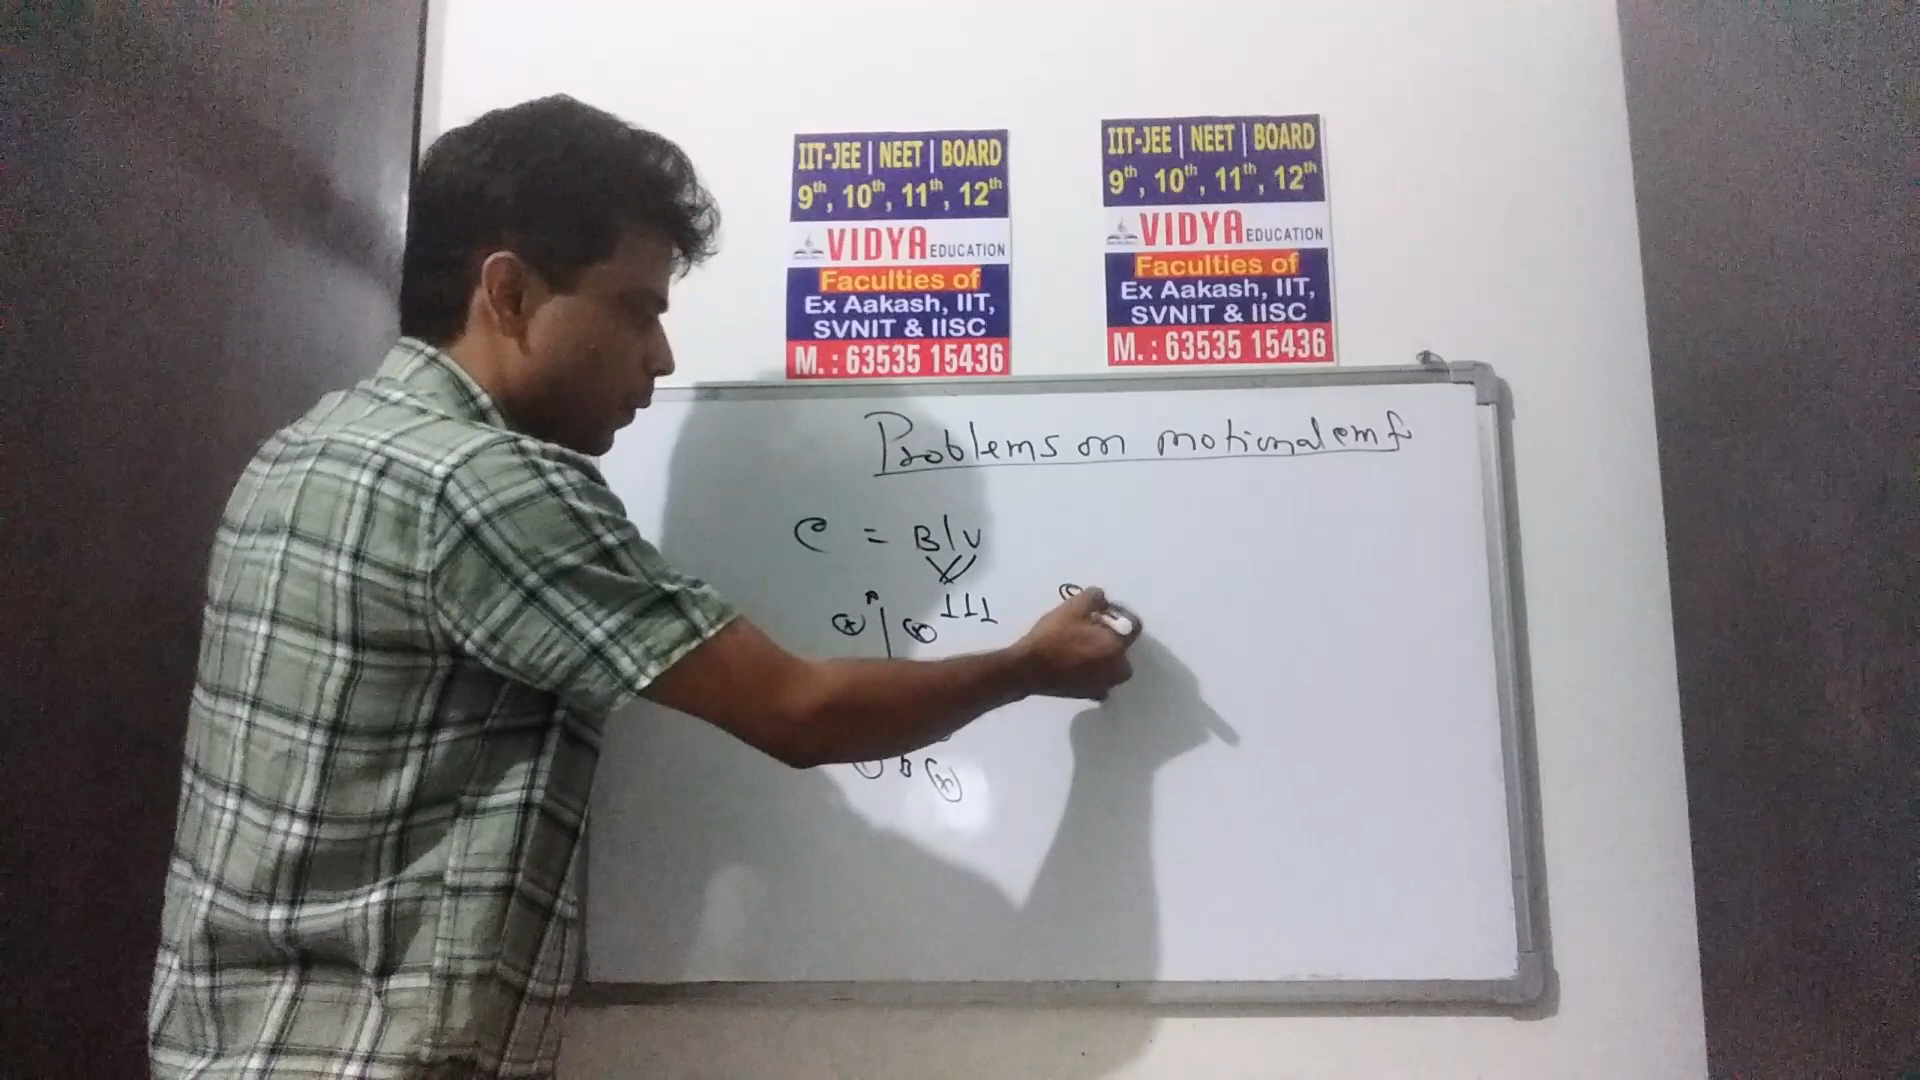 IIT-JEE | NEET | BOARD
9th, 10th, 11th, 12th
VIDYA EDUCATION
Faculties of
Ex Aakash, IIT,
SVNIT & IISC
M. : 63535 15436
IIT-JEE | NEET | BOARD
9th, 10th, 11th, 12th
VIDYA EDUCATION
Faculties of
Ex Aakash, IIT,
SVNIT & IISC
M. : 63535 15436
Problems on motional emf
e = Blv
A
B